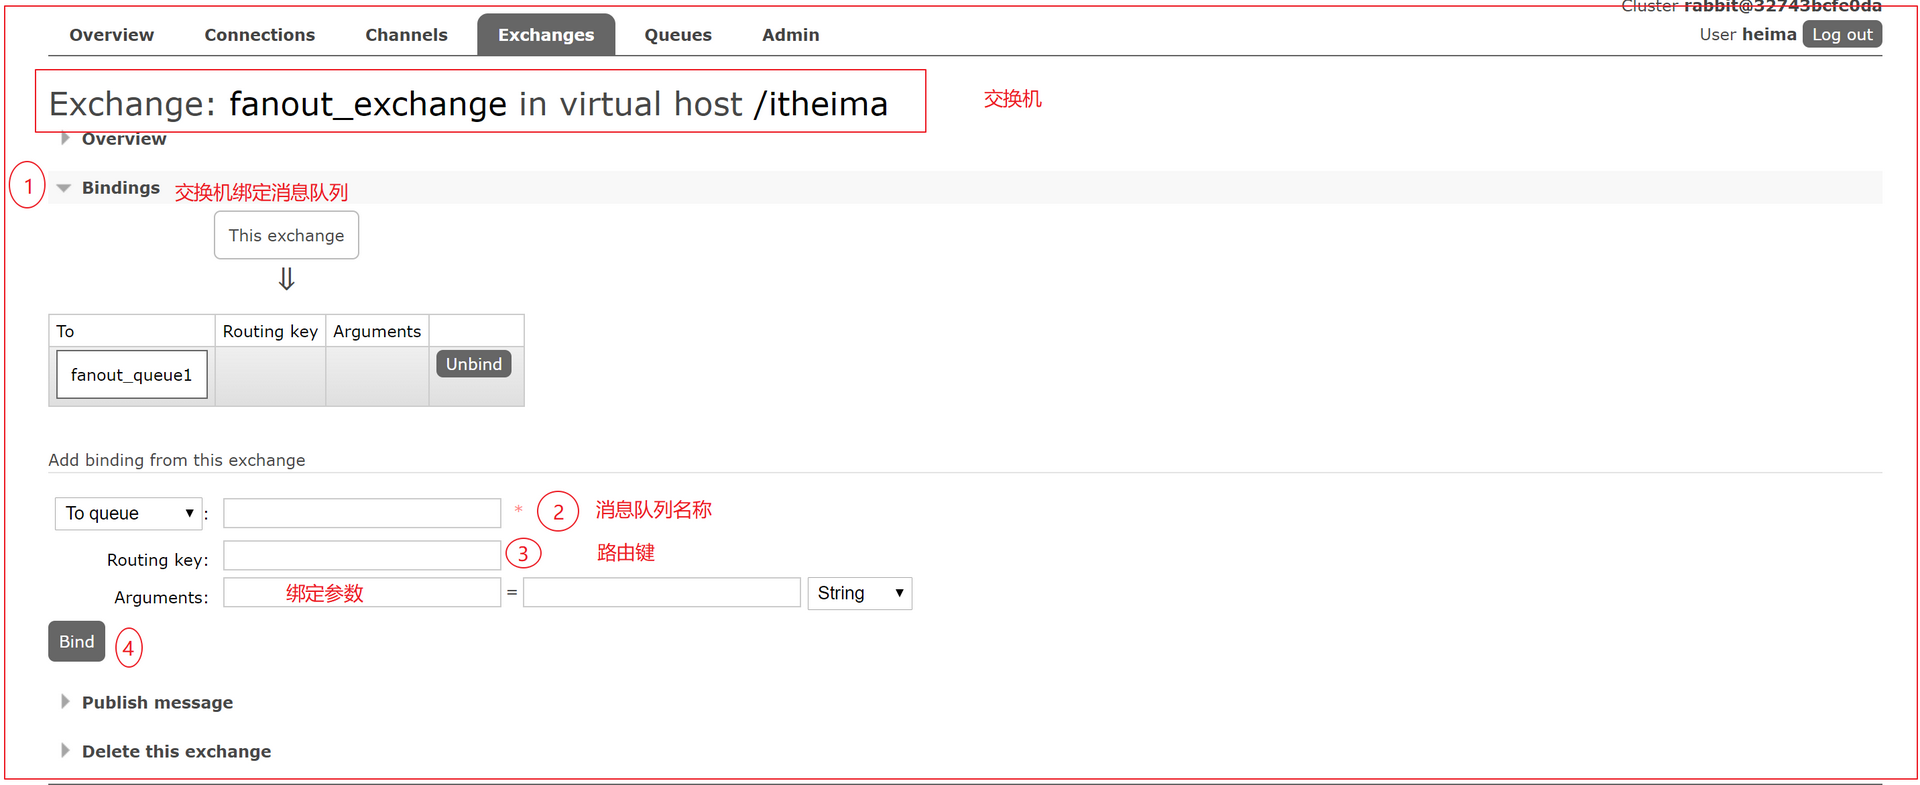 Cluster rabbit@32743bcfe0da
Overview Connections Channels Exchanges Queues Admin User heima Log out
Exchange: fanout_exchange in virtual host /itheima 交换机
Overview
1 Bindings 交换机绑定消息队列
This exchange
⇓
To Routing key Arguments
fanout_queue1 Unbind
Add binding from this exchange
To queue : * 2 消息队列名称
Routing key: 3 路由键
Arguments: 绑定参数 = String
Bind 4
Publish message
Delete this exchange